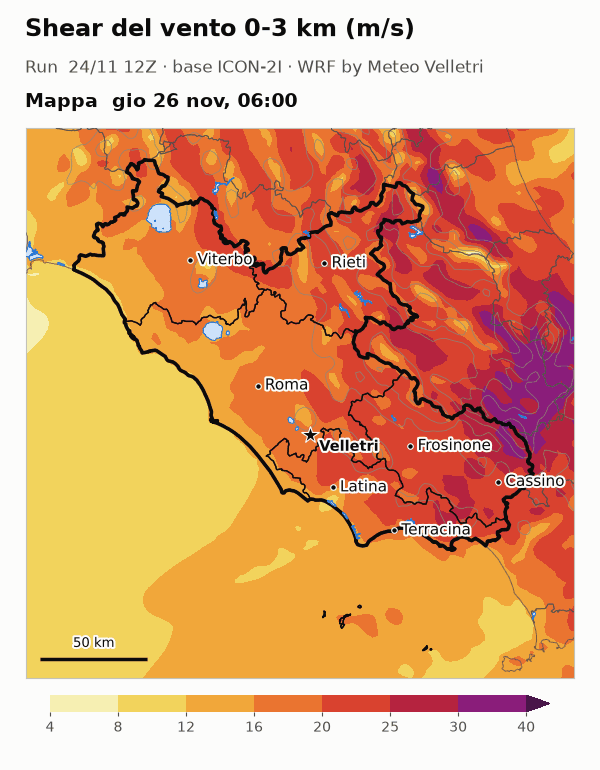 Shear del vento 0-3 km (m/s)
Run  24/11 12Z · base ICON-2I · WRF by Meteo Velletri
Mappa  gio 26 nov, 06:00
Viterbo
Rieti
Roma
Velletri
Frosinone
Latina
Cassino
Terracina
50 km
4 8 12 16 20 25 30 40